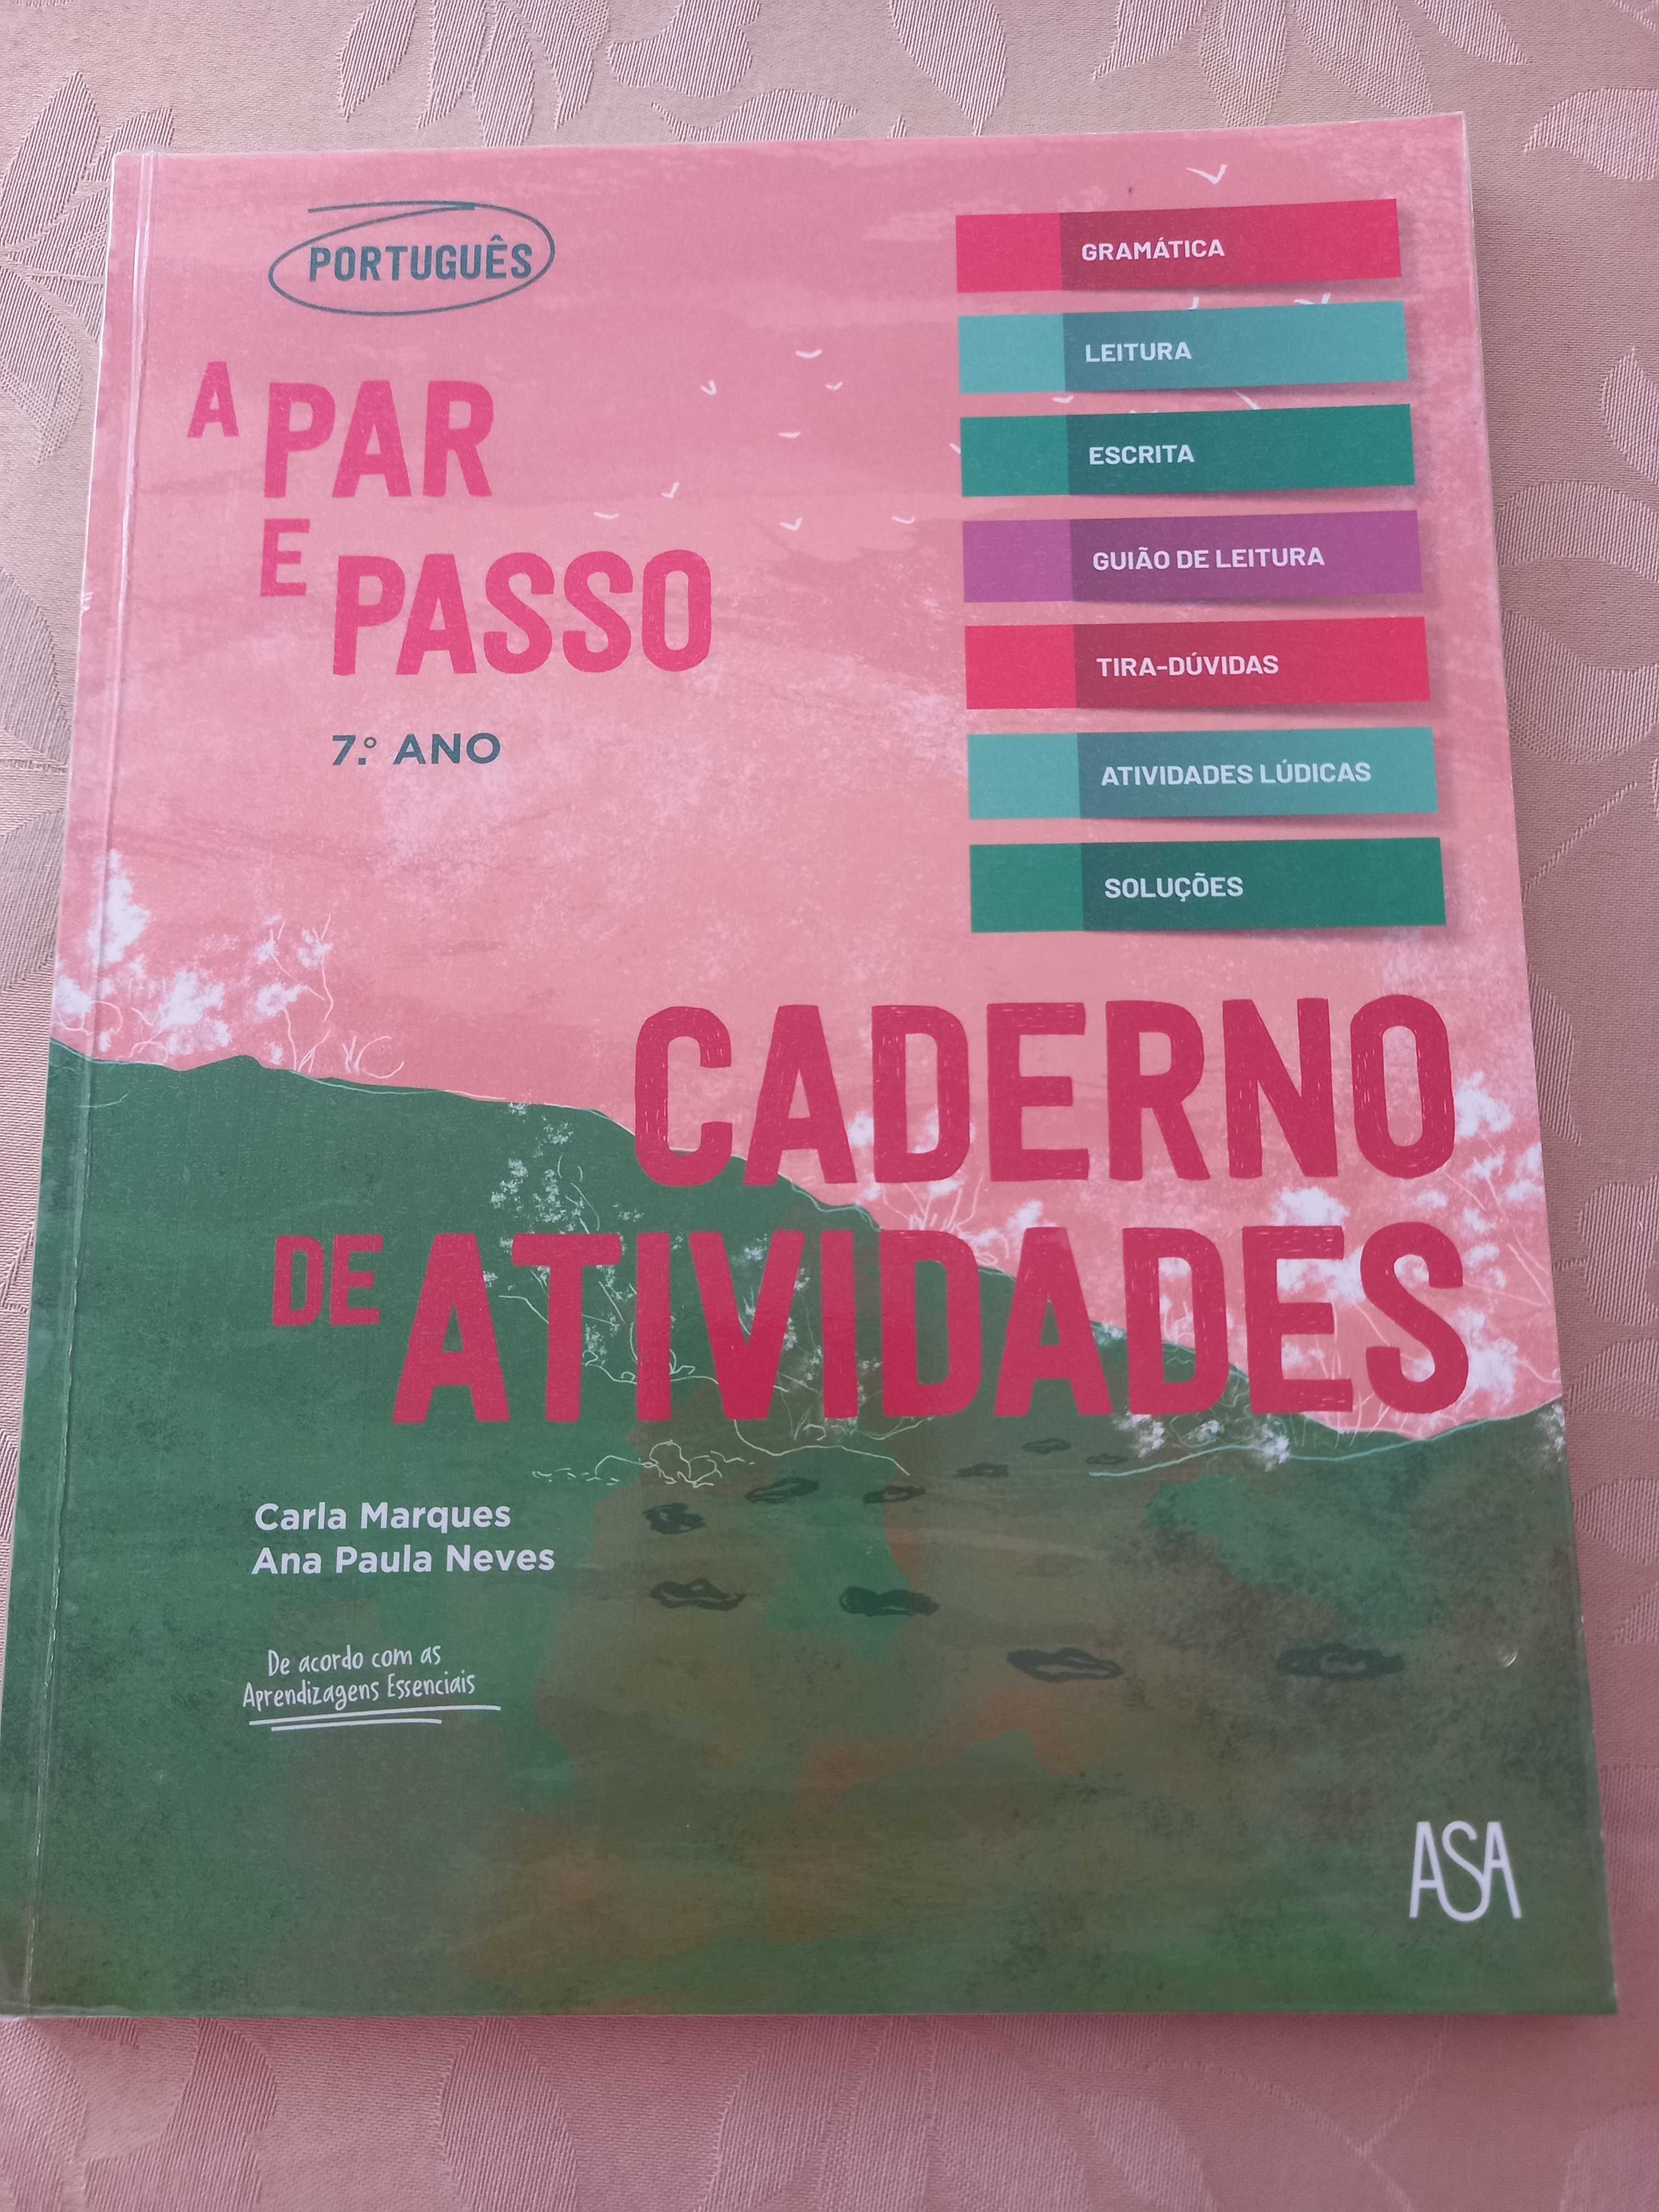 PORTUGUÊS
A PAR
E PASSO
7.º ANO
GRAMÁTICA
LEITURA
ESCRITA
GUIÃO DE LEITURA
TIRA-DÚVIDAS
ATIVIDADES LÚDICAS
SOLUÇÕES
CADERNO
DE ATIVIDADES
Carla Marques
Ana Paula Neves
De acordo com as
Aprendizagens Essenciais
ASA